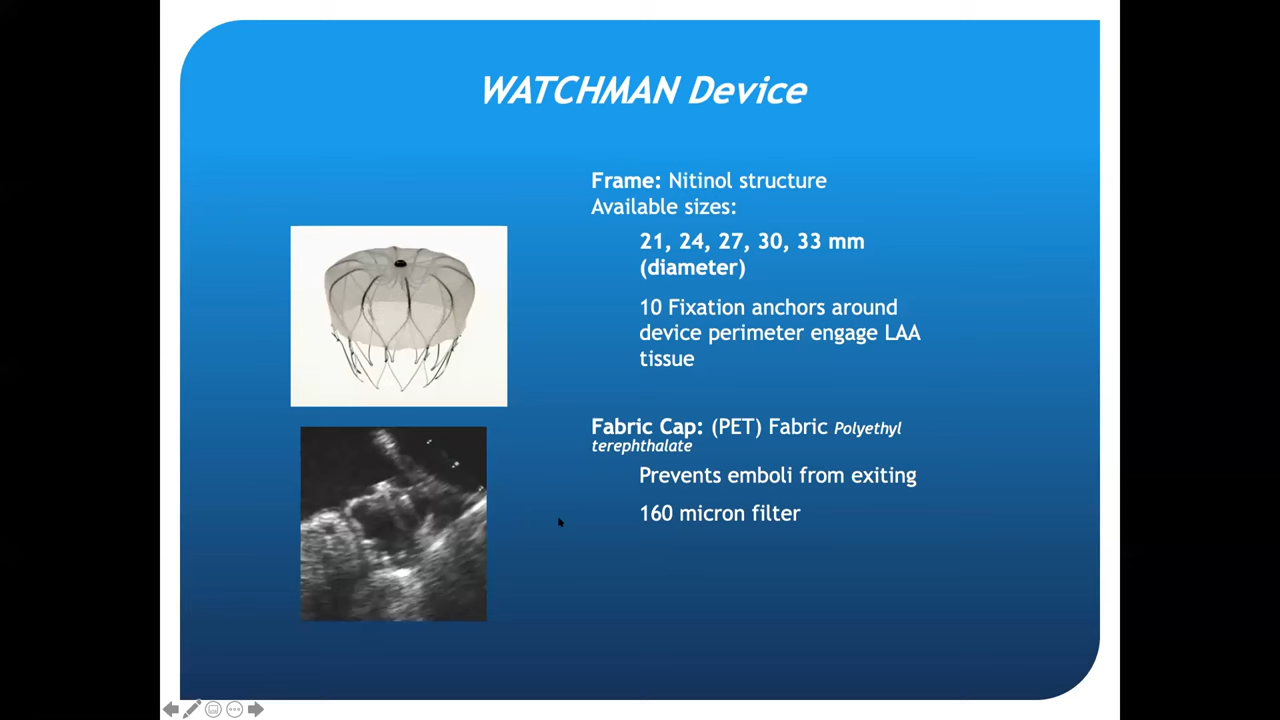 WATCHMAN Device
Frame: Nitinol structure
Available sizes:
21, 24, 27, 30, 33 mm
(diameter)
10 Fixation anchors around
device perimeter engage LAA
tissue
Fabric Cap: (PET) Fabric Polyethyl
terephthalate
Prevents emboli from exiting
160 micron filter